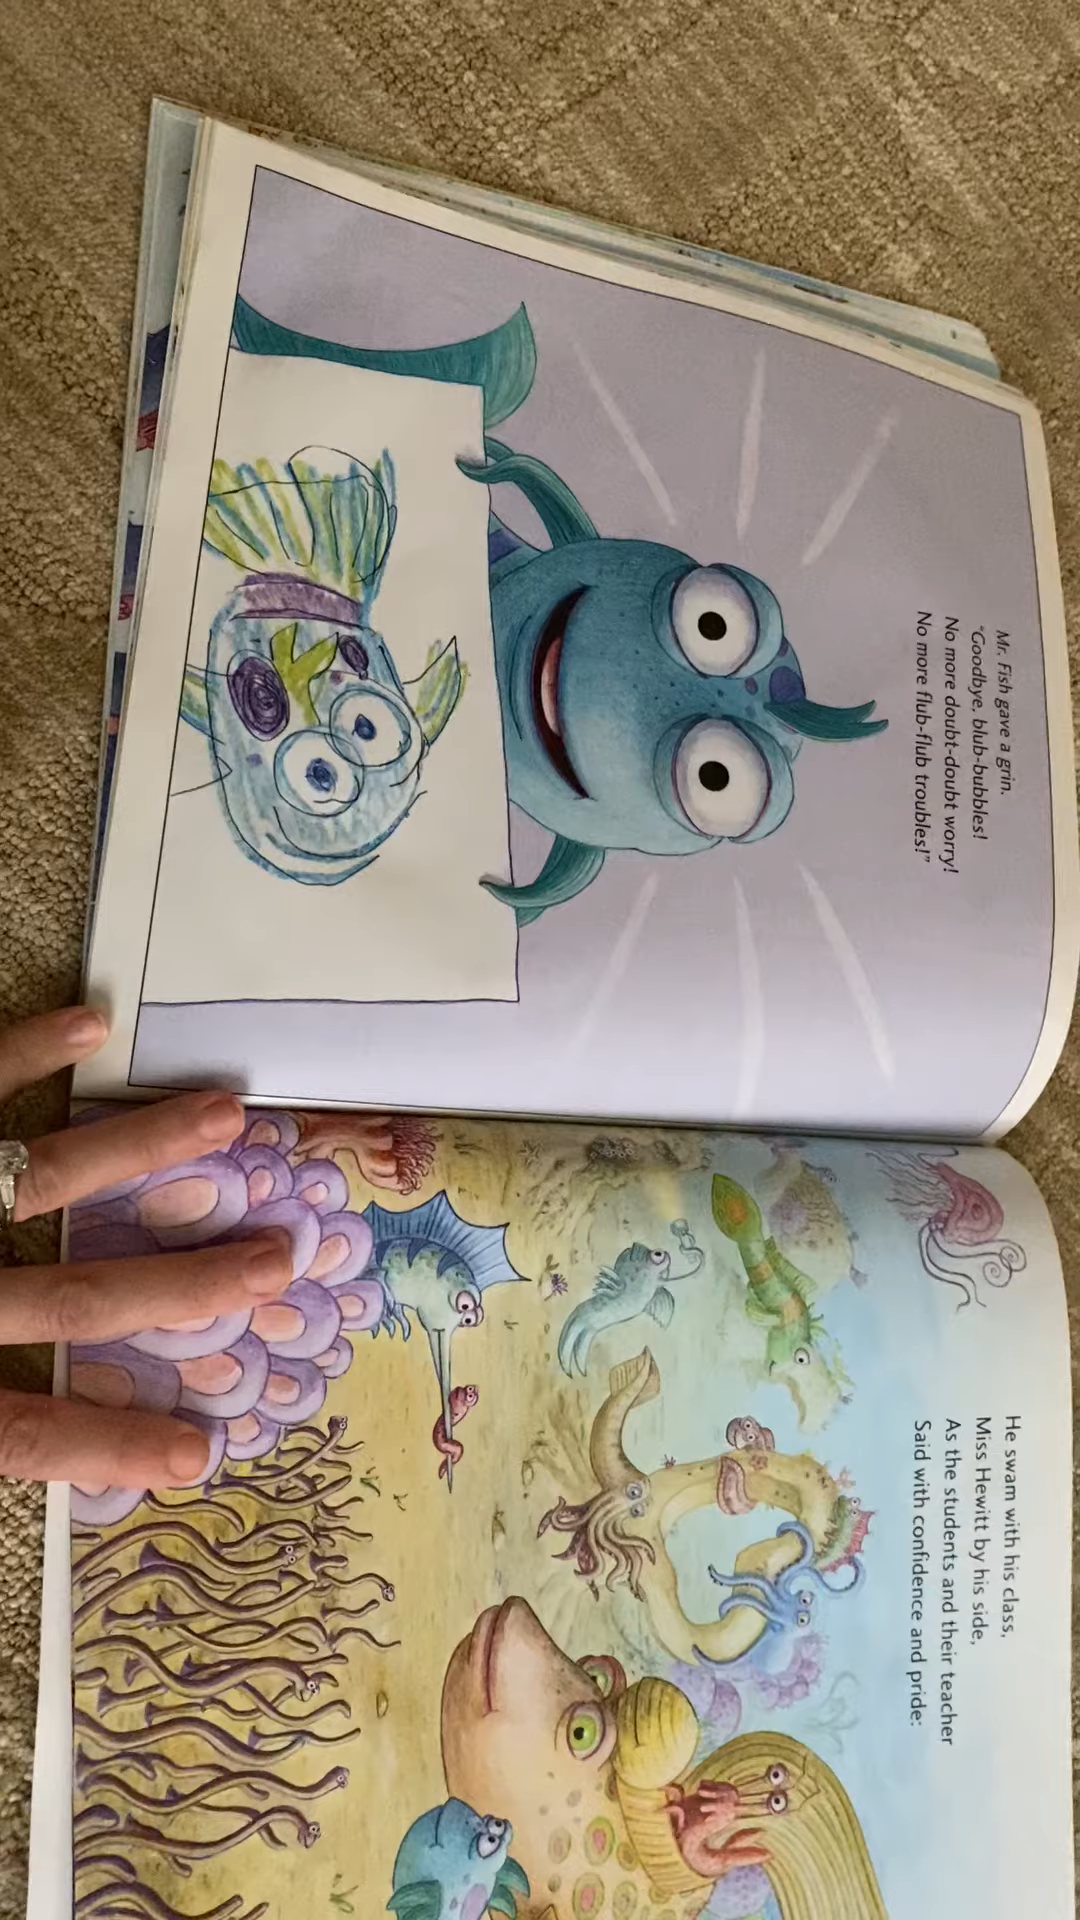 Mr. Fish gave a grin.
"Goodbye, blub-bubbles!
No more doubt-doubt worry!
No more flub-flub troubles!"
He swam with his class,
Miss Hewitt by his side,
As the students and their teacher
Said with confidence and pride: